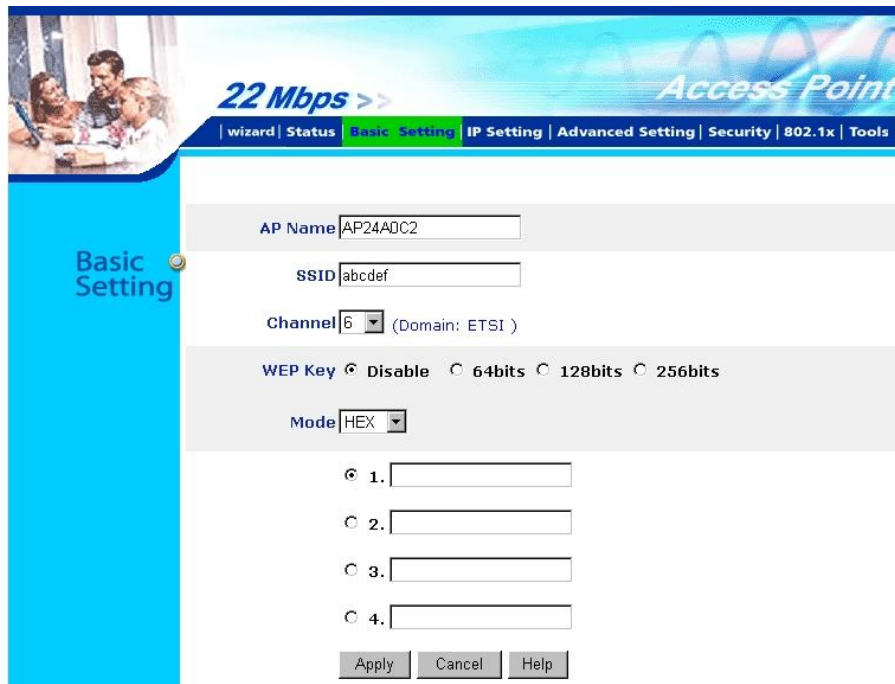 22 Mbps >>
Access Point
| wizard | Status | Basic Setting | IP Setting | Advanced Setting | Security | 802.1x | Tools
Basic
Setting
AP Name AP24A0C2
SSID abcdef
Channel 6 (Domain: ETSI )
WEP Key Disable 64bits 128bits 256bits
Mode HEX
1.
2.
3.
4.
Apply Cancel Help